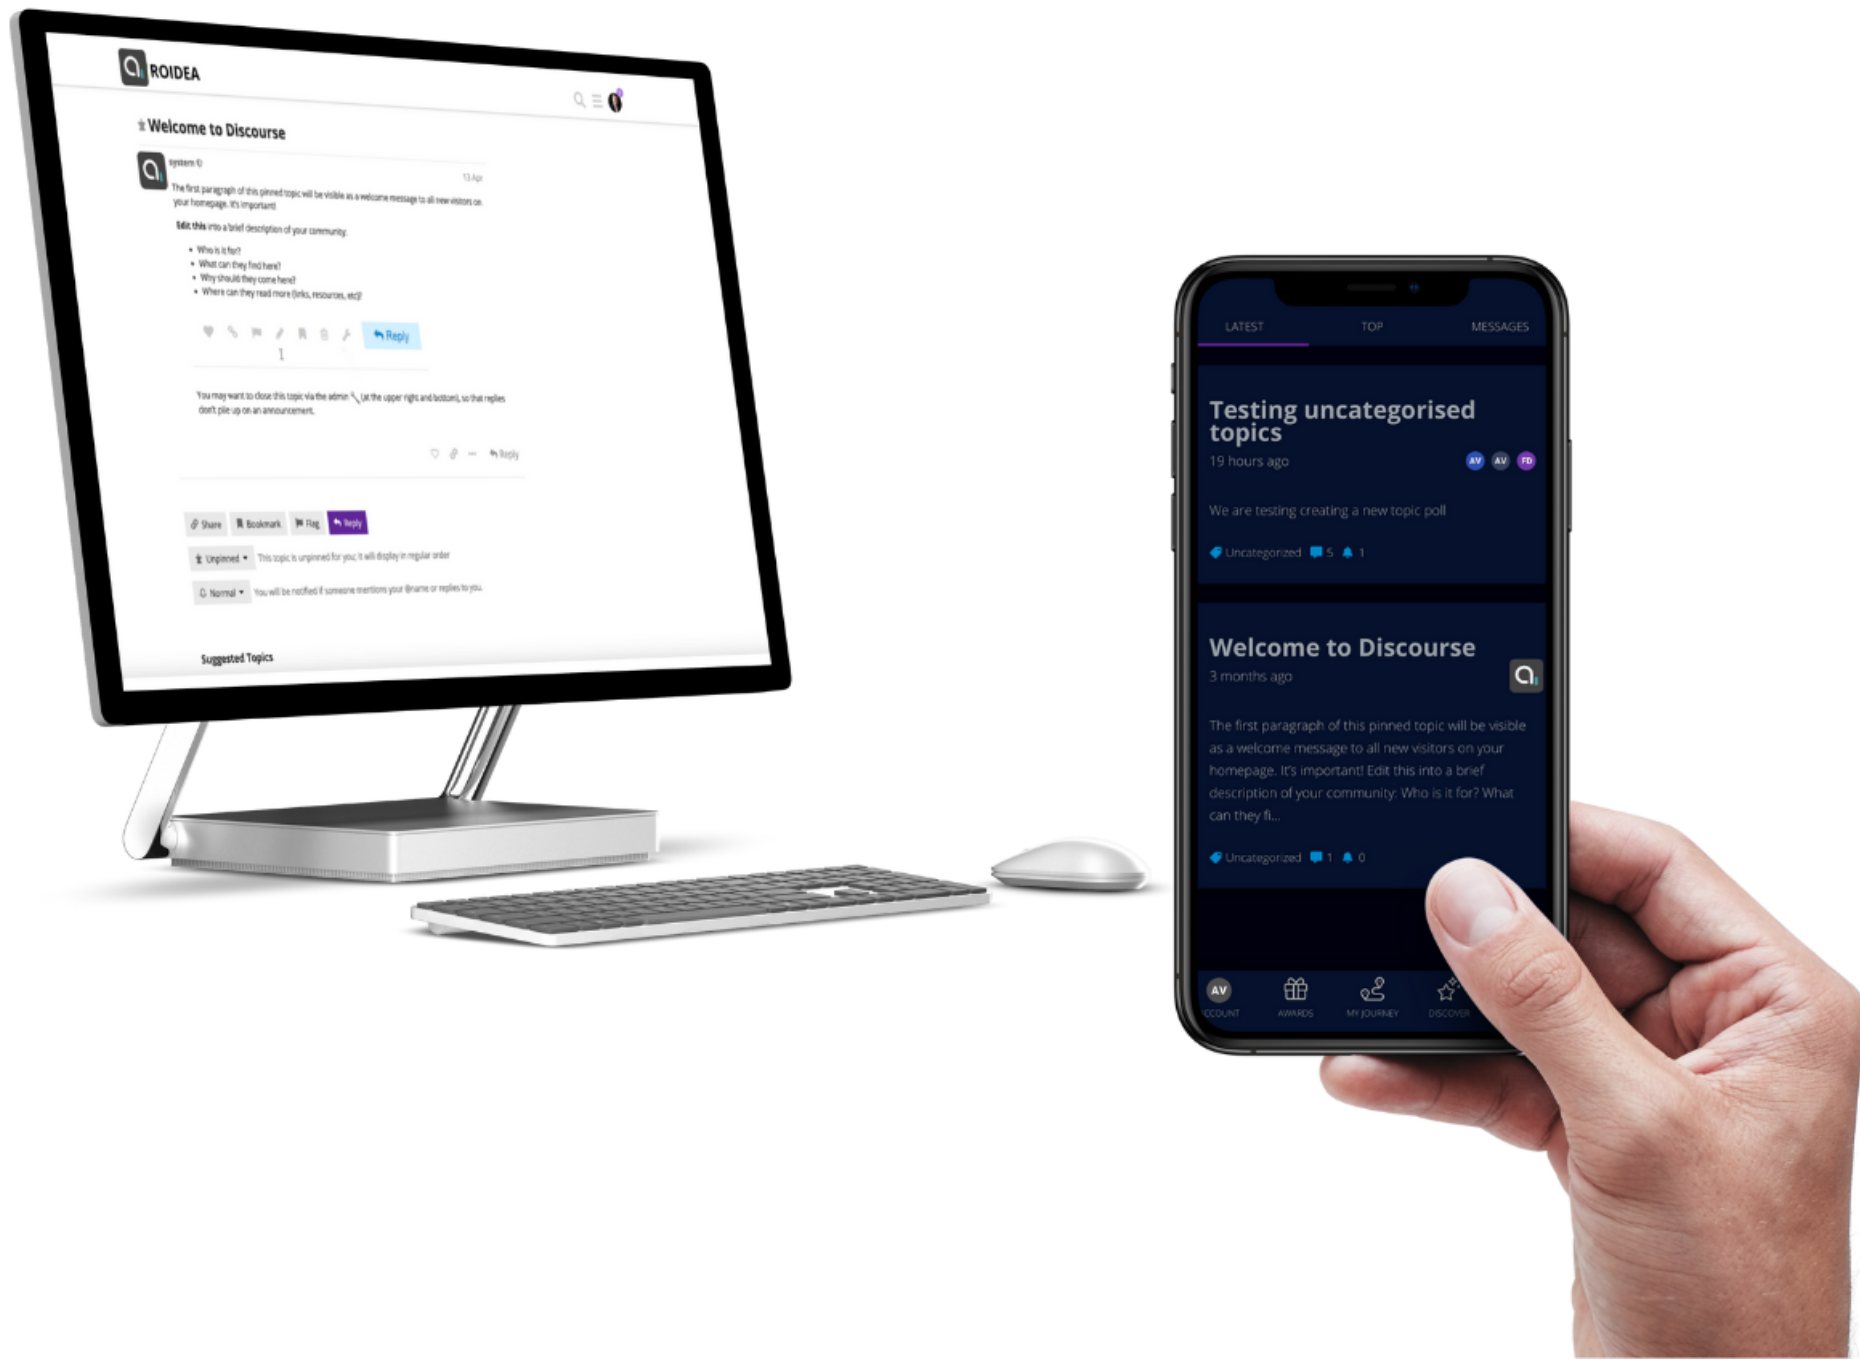 a. ROIDEA
Welcome to Discourse
a. system
13 Apr
The first paragraph of this pinned topic will be visible as a welcome message to all new visitors on
your homepage. It's important!
Edit this into a brief description of your community:
• Who is it for?
• What can they find here?
• Why should they come here?
• Where can they read more (links, resources, etc)?
Reply
You may want to close this topic via the admin (at the upper right and bottom), so that replies
don't pile up on an announcement.
Reply
Share Bookmark Flag Reply
Unpinned This topic is unpinned for you; it will display in regular order
Normal You will be notified if someone mentions your @name or replies to you.
Suggested Topics
LATEST TOP MESSAGES
Testing uncategorised
topics
19 hours ago AV AV FD
We are testing creating a new topic poll
Uncategorized 5 1
Welcome to Discourse
3 months ago a.
The first paragraph of this pinned topic will be visible
as a welcome message to all new visitors on your
homepage. It's important! Edit this into a brief
description of your community: Who is it for? What
can they fi...
Uncategorized 1 0
AV
CCOUNT AWARDS MY JOURNEY DISCOVER